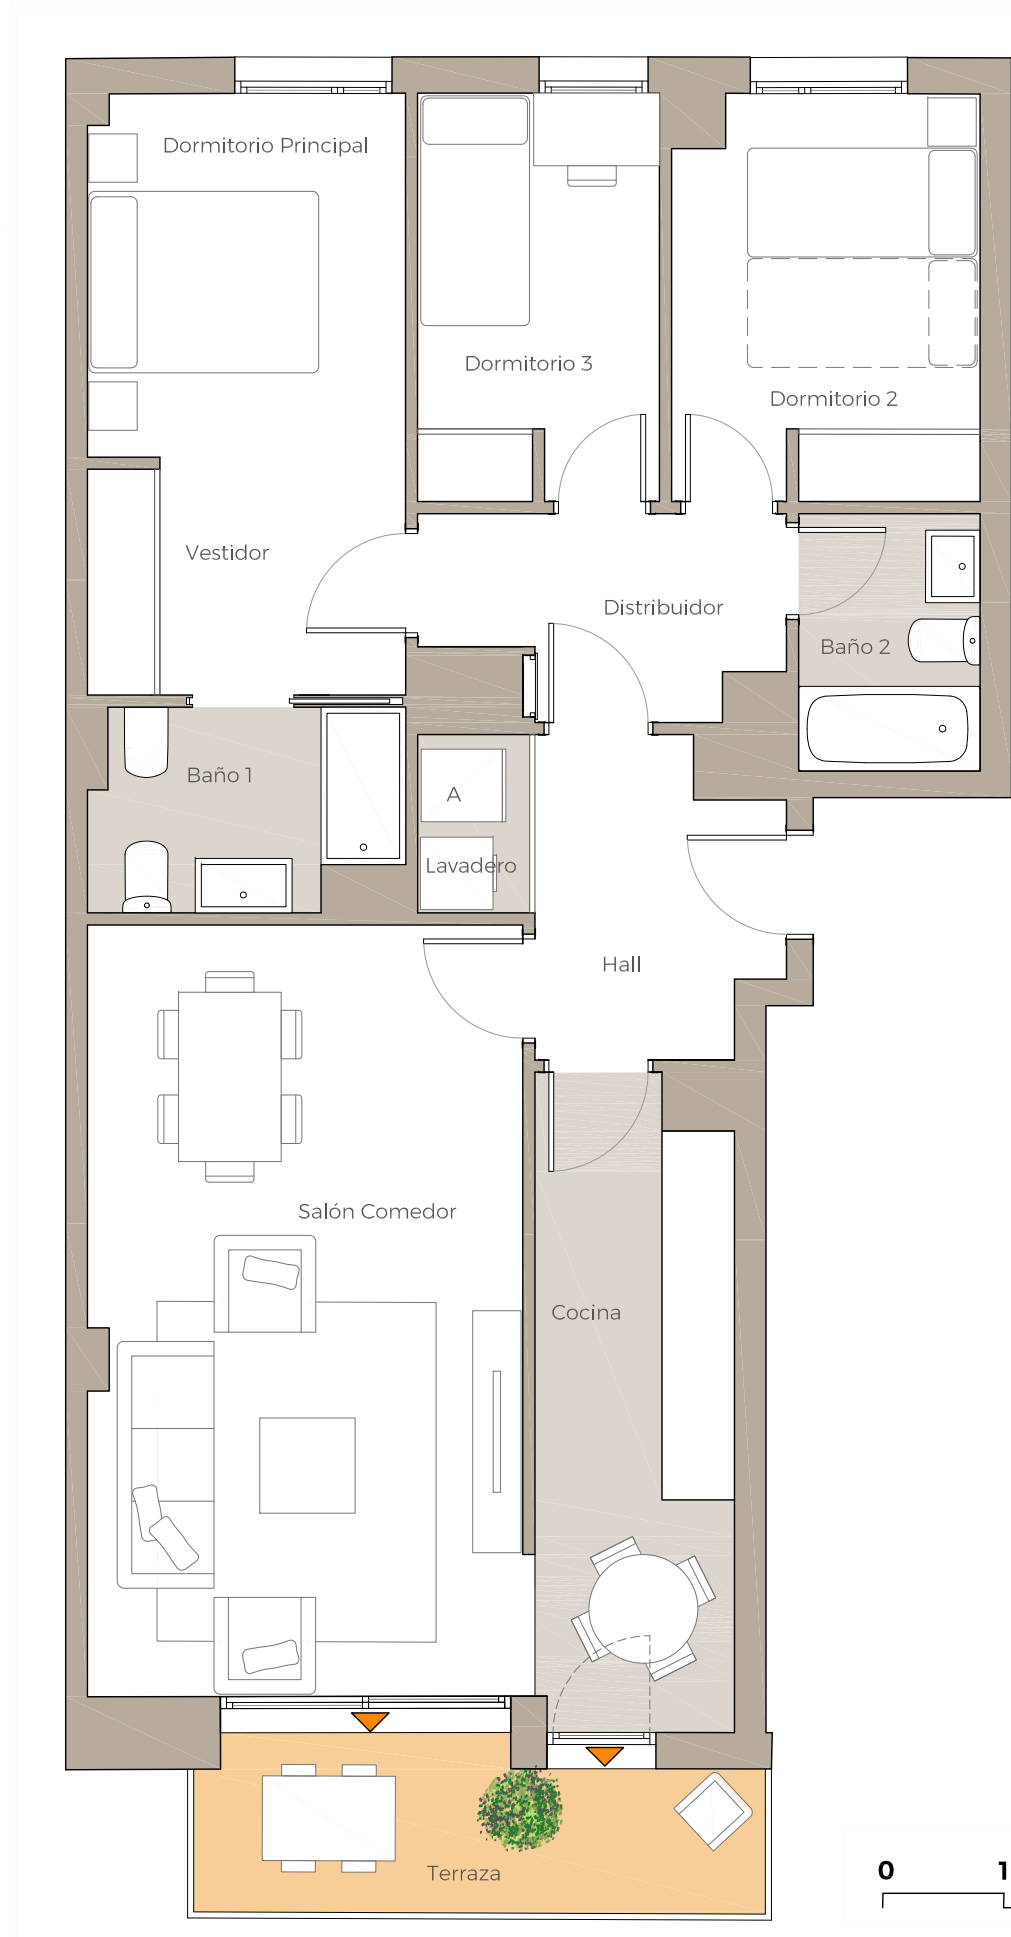 Dormitorio Principal
Dormitorio 3
Dormitorio 2
Vestidor
Distribuidor
Baño 2
Baño 1
A
Lavadero
Hall
Salón Comedor
Cocina
Terraza
0 1